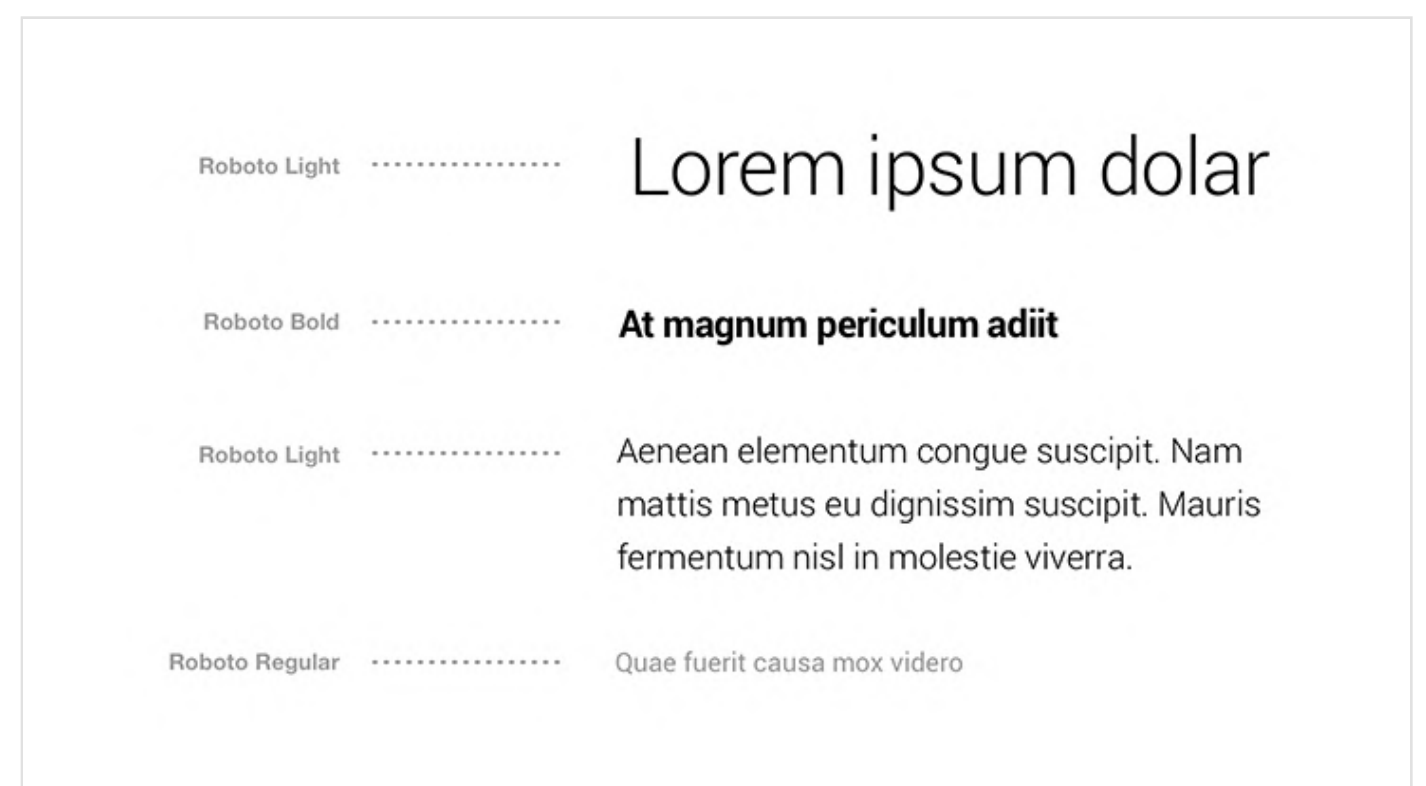 Roboto Light Lorem ipsum dolar
Roboto Bold At magnum periculum adiit
Roboto Light Aenean elementum congue suscipit. Nam
mattis metus eu dignissim suscipit. Mauris
fermentum nisl in molestie viverra.
Roboto Regular Quae fuerit causa mox videro